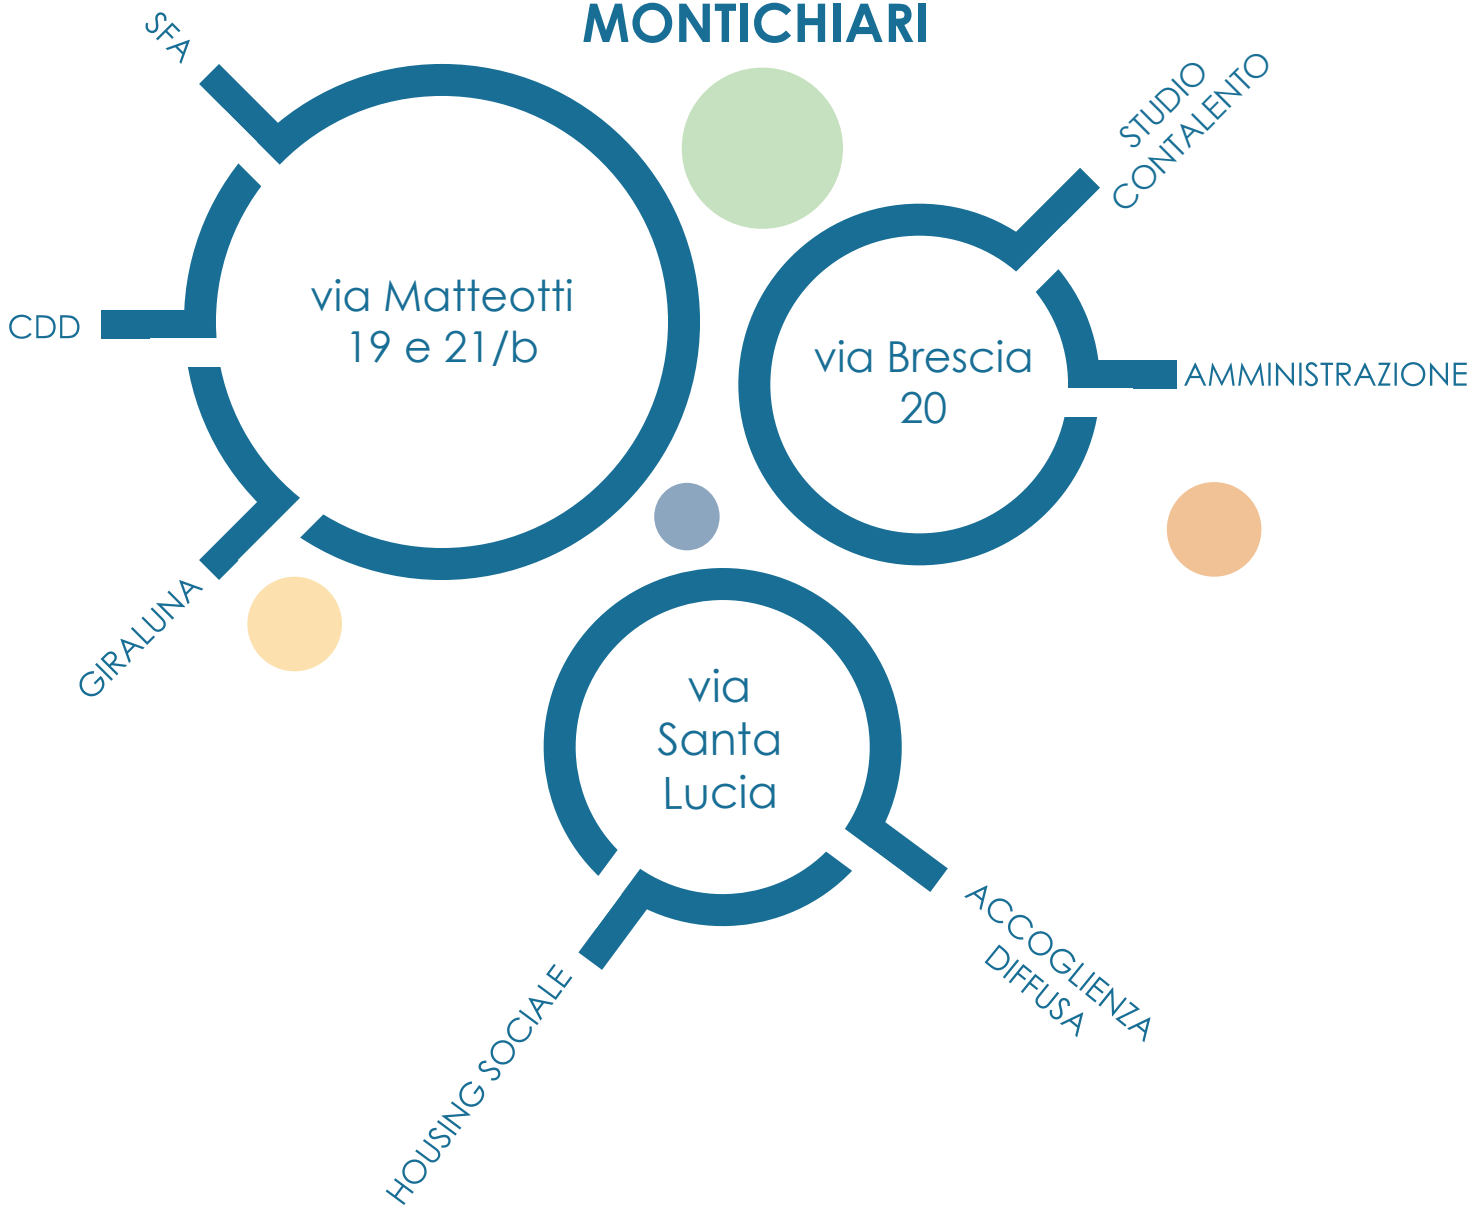 MONTICHIARI
SFA
via Matteotti
19 e 21/b
CDD
GIRALUNA
STUDIO
CONTALENTO
via Brescia
20
AMMINISTRAZIONE
via
Santa
Lucia
ACCOGLIENZA
DIFFUSA
HOUSING SOCIALE